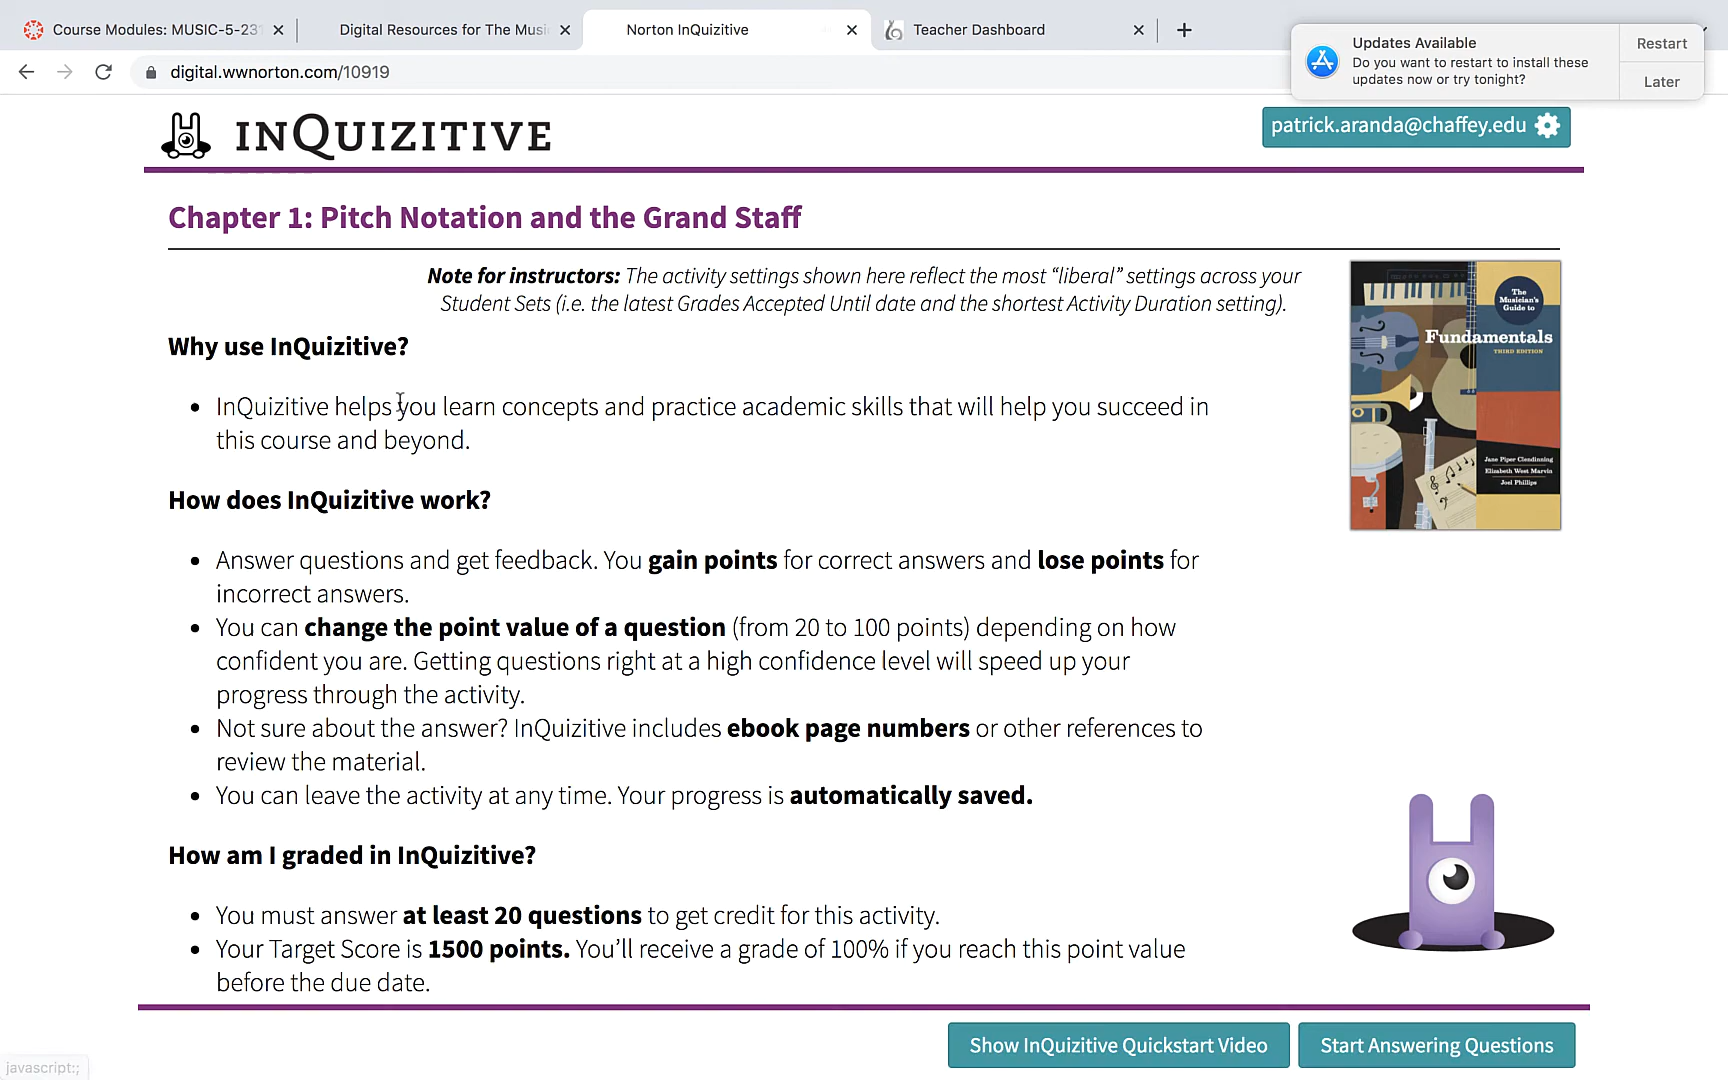 Course Modules: MUSIC-5-231
Digital Resources for The Musi
Norton InQuizitive
Teacher Dashboard
digital.wwnorton.com/10919
Updates Available
Do you want to restart to install these
updates now or try tonight?
Restart
Later
INQUIZITIVE
patrick.aranda@chaffey.edu
Chapter 1: Pitch Notation and the Grand Staff
Note for instructors: The activity settings shown here reflect the most “liberal” settings across your
Student Sets (i.e. the latest Grades Accepted Until date and the shortest Activity Duration setting).
The
Musician's
Guide to
Fundamentals
THIRD EDITION
Jane Piper Clendinning
Elizabeth West Marvin
Joel Phillips
Why use InQuizitive?
• InQuizitive helps you learn concepts and practice academic skills that will help you succeed in
this course and beyond.
How does InQuizitive work?
• Answer questions and get feedback. You gain points for correct answers and lose points for
incorrect answers.
• You can change the point value of a question (from 20 to 100 points) depending on how
confident you are. Getting questions right at a high confidence level will speed up your
progress through the activity.
• Not sure about the answer? InQuizitive includes ebook page numbers or other references to
review the material.
• You can leave the activity at any time. Your progress is automatically saved.
How am I graded in InQuizitive?
• You must answer at least 20 questions to get credit for this activity.
• Your Target Score is 1500 points. You’ll receive a grade of 100% if you reach this point value
before the due date.
Show InQuizitive Quickstart Video
Start Answering Questions
javascript:;